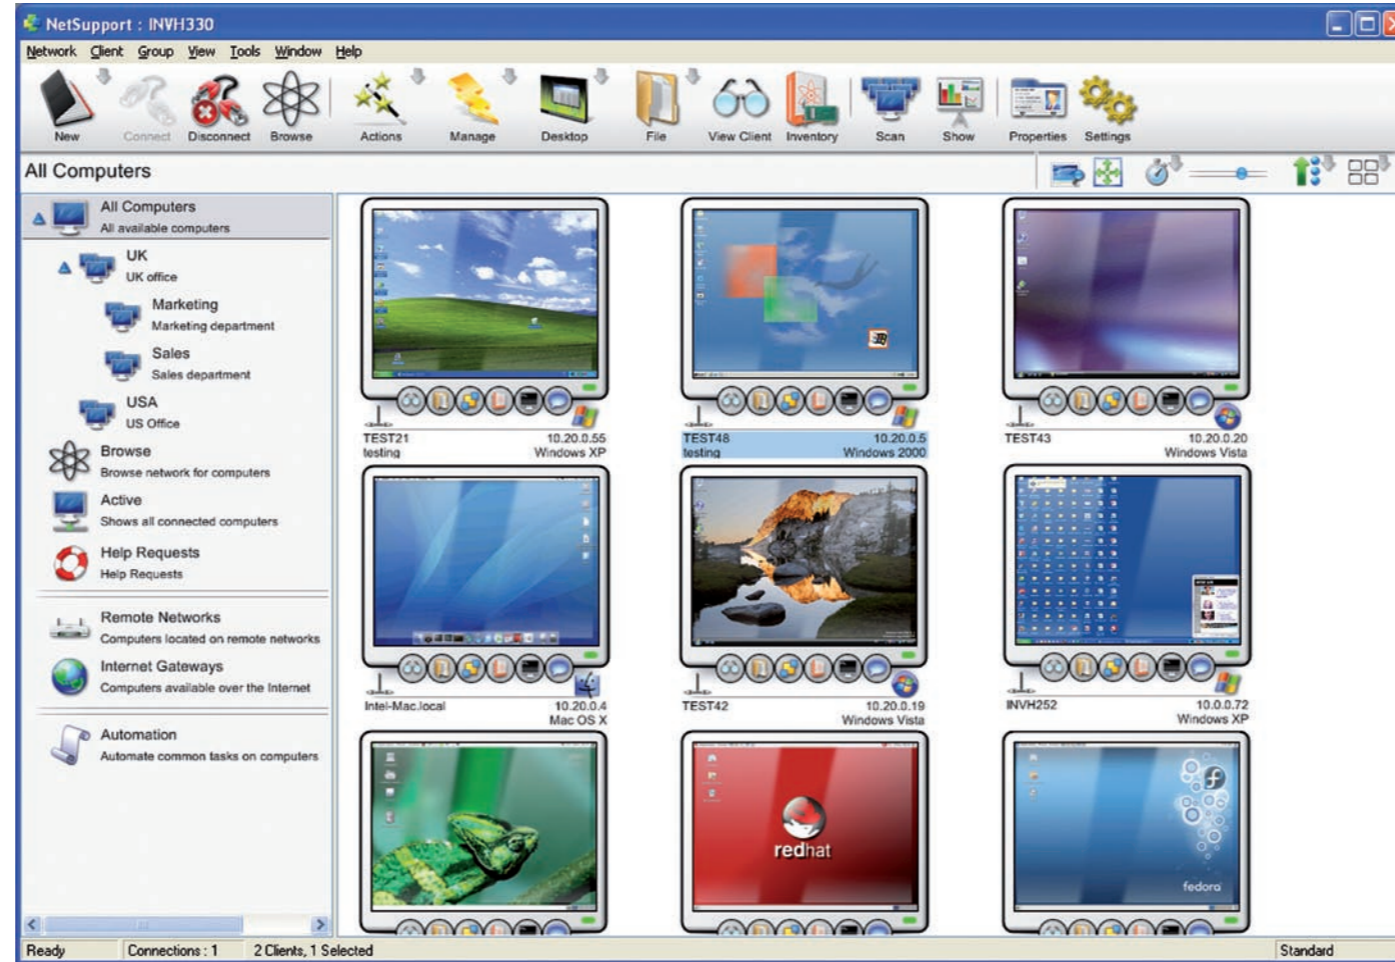 NetSupport : INVH330
Network Client Group View Tools Window Help
New Connect Disconnect Browse Actions Manage Desktop File View Client Inventory Scan Show Properties Settings
All Computers
All Computers
All available computers
UK
UK office
Marketing
Marketing department
Sales
Sales department
USA
US Office
Browse
Browse network for computers
Active
Shows all connected computers
Help Requests
Help Requests
Remote Networks
Computers located on remote networks
Internet Gateways
Computers available over the Internet
Automation
Automate common tasks on computers
TEST21 10.20.0.55
testing Windows XP
TEST48 10.20.0.5
testing Windows 2000
TEST43 10.20.0.20
Windows Vista
Intel-Mac.local 10.20.0.4
Mac OS X
TEST42 10.20.0.19
Windows Vista
INVH252 10.0.0.72
Windows XP
redhat
fedora
Ready Connections : 1 2 Clients, 1 Selected Standard